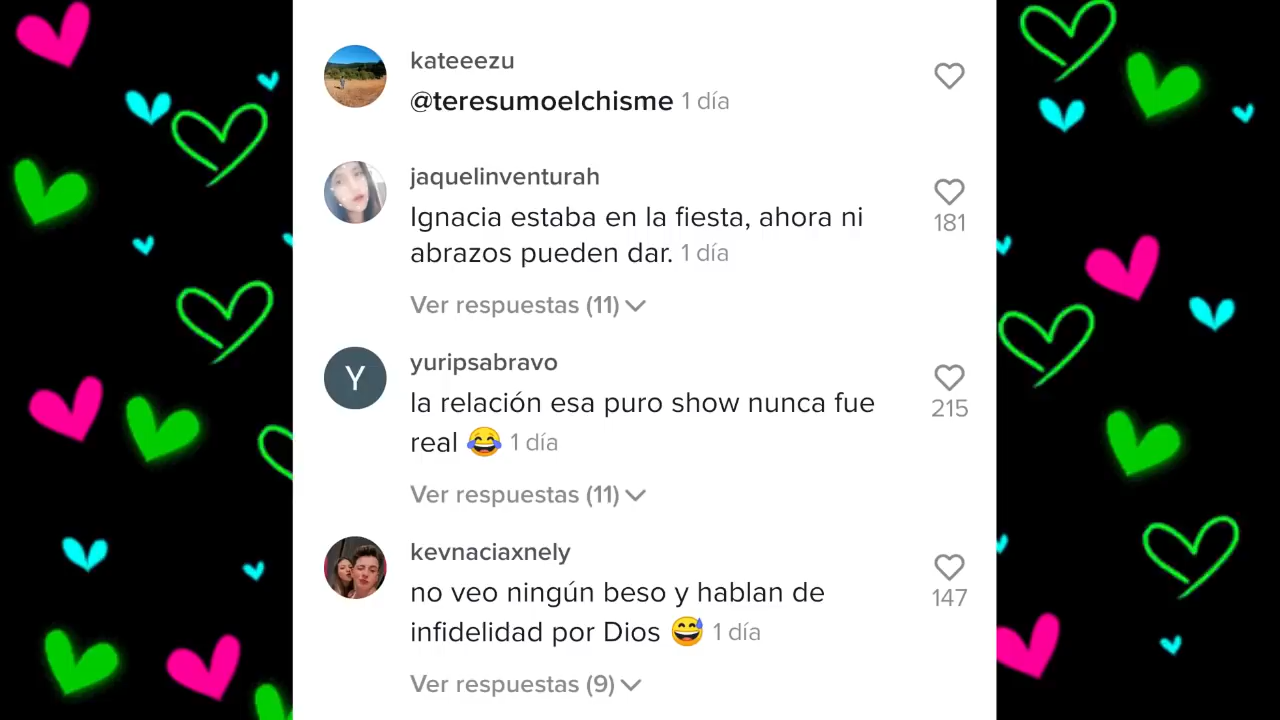 kateeezu
@teresumoelchisme 1 día
jaquelinventurah
Ignacia estaba en la fiesta, ahora ni
181
abrazos pueden dar. 1 día
Ver respuestas (11)
Y
yuripsabravo
la relación esa puro show nunca fue
215
real 😂 1 día
Ver respuestas (11)
kevnaciaxnely
no veo ningún beso y hablan de
147
infidelidad por Dios 😅 1 día
Ver respuestas (9)